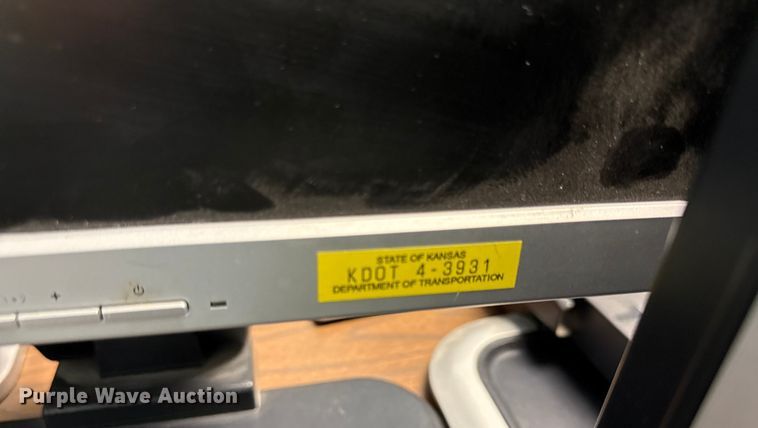 STATE OF KANSAS
KDOT 4-3931
DEPARTMENT OF TRANSPORTATION
Purple Wave Auction